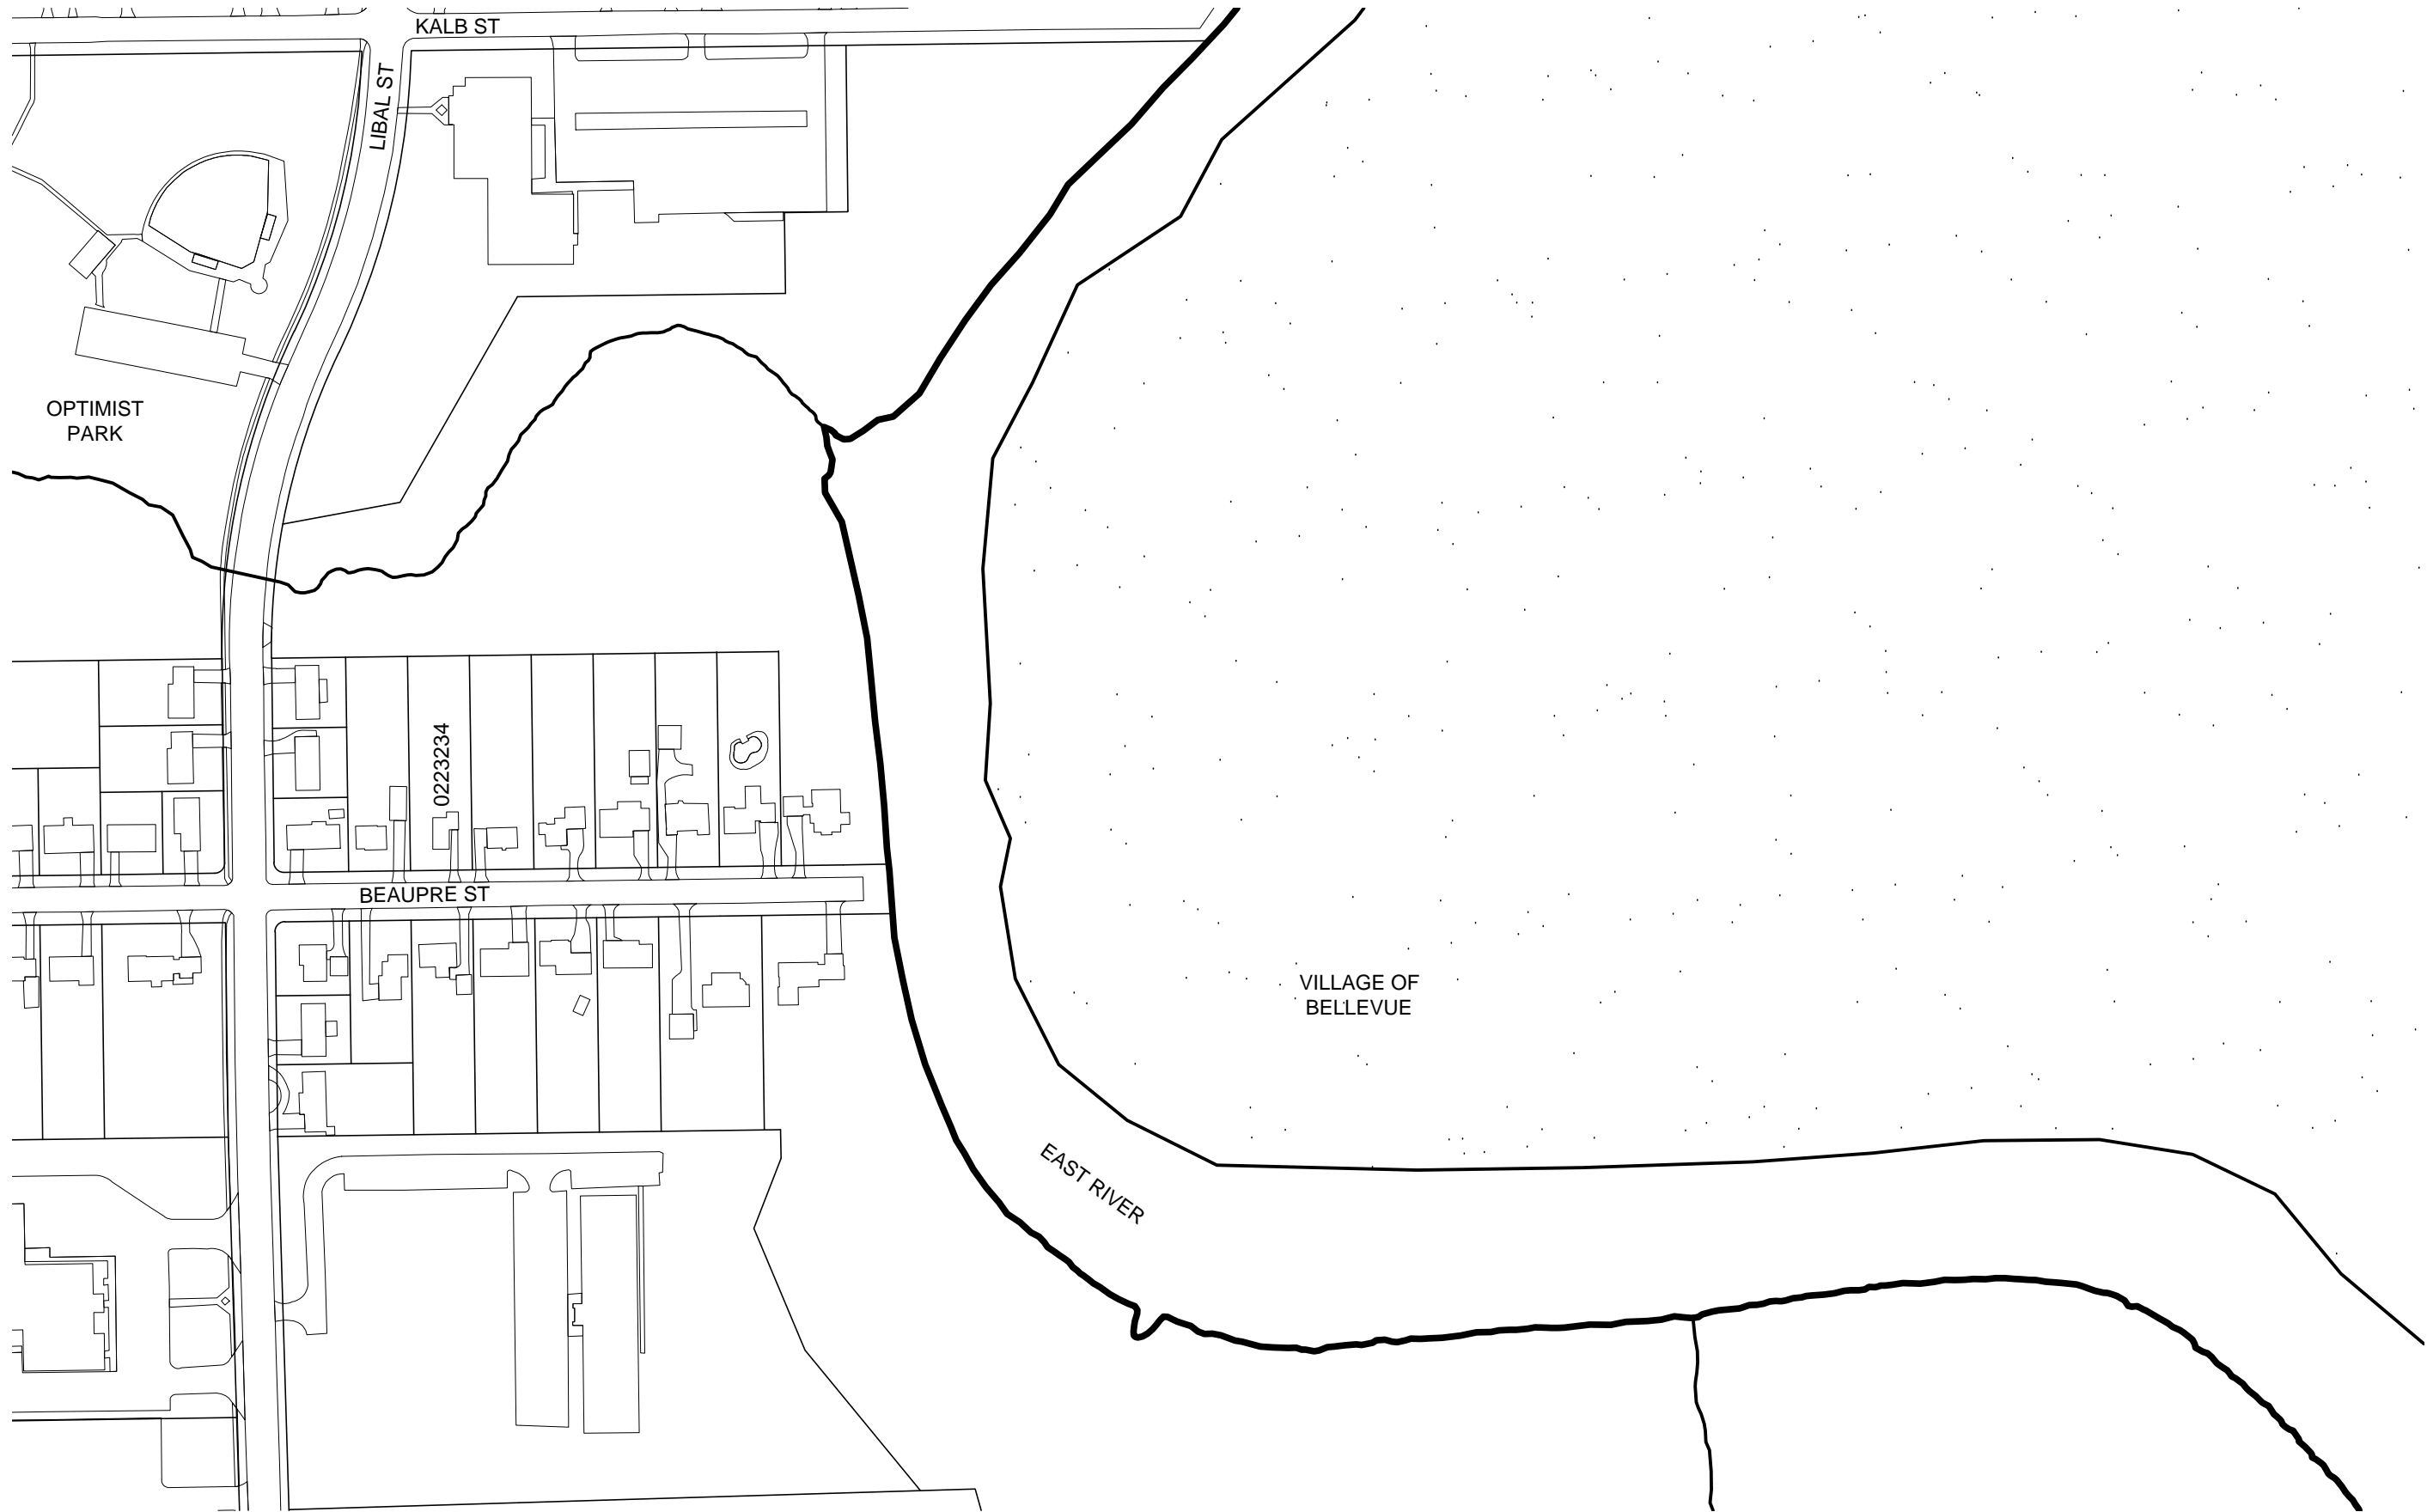 KALB ST
LIBAL ST
OPTIMIST
PARK
0223234
BEAUPRE ST
VILLAGE OF
BELLEVUE
EAST RIVER